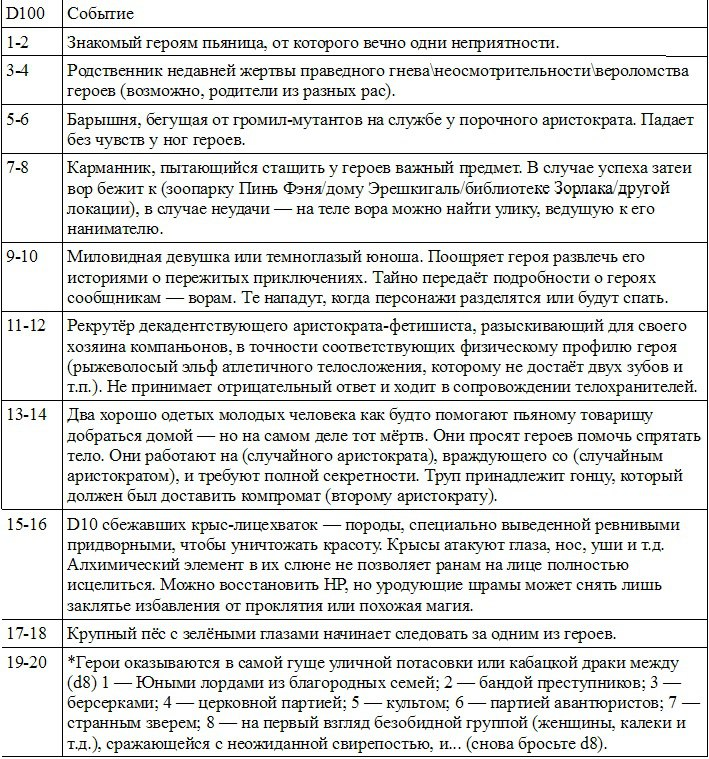 D100 Событие
1-2 Знакомый героям пьяница, от которого вечно одни неприятности.
3-4 Родственник недавней жертвы праведного гнева\неосмотрительности\вероломства
героев (возможно, родители из разных рас).
5-6 Барышня, бегущая от громил-мутантов на службе у порочного аристократа. Падает
без чувств у ног героев.
7-8 Карманник, пытающийся стащить у героев важный предмет. В случае успеха затеи
вор бежит к (зоопарку Пинь Фэня/дому Эрешкигаль/библиотеке Зорлака/другой
локации), в случае неудачи — на теле вора можно найти улику, ведущую к его
нанимателю.
9-10 Миловидная девушка или темноглазый юноша. Поощряет героя развлечь его
историями о пережитых приключениях. Тайно передаёт подробности о героях
сообщникам — ворам. Те нападут, когда персонажи разделятся или будут спать.
11-12 Рекрутёр декадентствующего аристократа-фетишиста, разыскивающий для своего
хозяина компаньонов, в точности соответствующих физическому профилю героя
(рыжеволосый эльф атлетичного телосложения, которому не достаёт двух зубов и
т.п.). Не принимает отрицательный ответ и ходит в сопровождении телохранителей.
13-14 Два хорошо одетых молодых человека как будто помогают пьяному товарищу
добраться домой — но на самом деле тот мёртв. Они просят героев помочь спрятать
тело. Они работают на (случайного аристократа), враждующего со (случайным
аристократом), и требуют полной секретности. Труп принадлежит гонцу, который
должен был доставить компромат (второму аристократу).
15-16 D10 сбежавших крыс-лицехваток — породы, специально выведенной ревнивыми
придворными, чтобы уничтожать красоту. Крысы атакуют глаза, нос, уши и т.д.
Алхимический элемент в их слюне не позволяет ранам на лице полностью
исцелиться. Можно восстановить HP, но уродующие шрамы может снять лишь
заклятье избавления от проклятия или похожая магия.
17-18 Крупный пёс с зелёными глазами начинает следовать за одним из героев.
19-20 *Герои оказываются в самой гуще уличной потасовки или кабацкой драки между
(d8) 1 — Юными лордами из благородных семей; 2 — бандой преступников; 3 —
берсерками; 4 — церковной партией; 5 — культом; 6 — партией авантюристов; 7 —
странным зверем; 8 — на первый взгляд безобидной группой (женщины, калеки и
т.д.), сражающейся с неожиданной свирепостью, и... (снова бросьте d8).